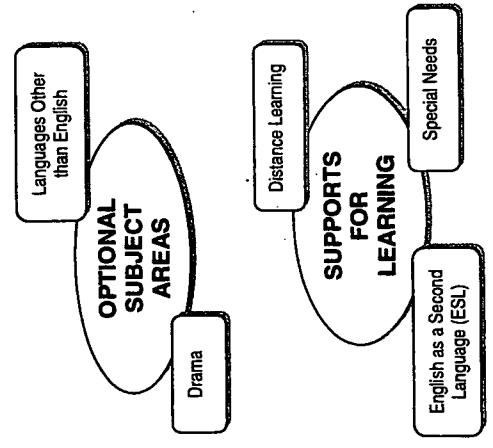 OPTIONAL
SUBJECT
AREAS
Languages Other
than English
Drama
SUPPORTS
FOR
LEARNING
Distance Learning
Special Needs
English as a Second
Language (ESL)